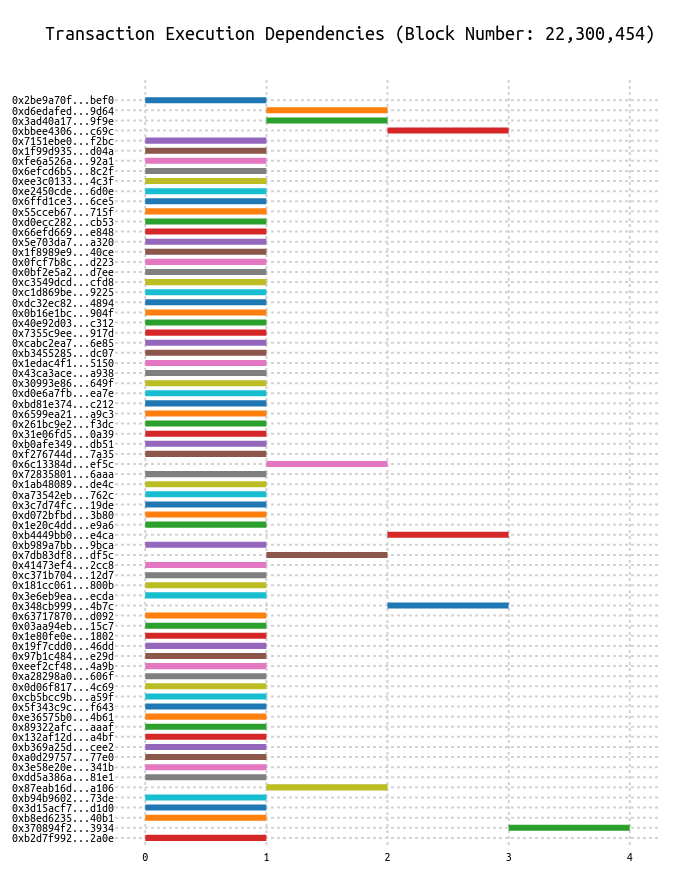 Transaction Execution Dependencies (Block Number: 22,300,454)
0x2be9a70f...bef0
0xd6edafed...9d64
0x3ad40a17...9f9e
0xbbee4306...c69c
0x7151ebe0...f2bc
0x1f99d935...d04a
0xfe6a526a...92a1
0x6efcd6b5...8c2f
0xee3c0133...4c3f
0xe2450cde...6d0e
0x6ffd1ce3...6ce5
0x55cceb67...715f
0xd0ecc282...cb53
0x66efd669...e848
0x5e703da7...a320
0x1f8989e9...40ce
0x0fcf7b8c...d223
0x0bf2e5a2...d7ee
0xc3549dcd...cfd8
0xc1d869be...9225
0xdc32ec82...4894
0x0b16e1bc...904f
0x40e92d03...c312
0x7355c9ee...917d
0xcabc2ea7...6e85
0xb3455285...dc07
0x1edac4f1...5150
0x43ca3ace...a938
0x30993e86...649f
0xd0e6a7fb...ea7e
0xbd81e374...c212
0x6599ea21...a9c3
0x261bc9e2...f3dc
0x31e06fd5...0a39
0xb0afe349...db51
0xf276744d...7a35
0x6c13384d...ef5c
0x72835801...6aaa
0x1ab48089...de4c
0xa73542eb...762c
0x3c7d74fc...19de
0xd072bfbd...3b80
0x1e20c4dd...e9a6
0xb4449bb0...e4ca
0xb989a7bb...9bca
0x7db83df8...df5c
0x41473ef4...2cc8
0xc371b704...12d7
0x181cc061...800b
0x3e6eb9ea...ecda
0x348cb999...4b7c
0x63717870...d092
0x03aa94eb...15c7
0x1e80fe0e...1802
0x19f7cdd0...46dd
0x97b1c484...e29d
0xeef2cf48...4a9b
0xa28298a0...606f
0x0d06f817...4c69
0xcb5bcc9b...a59f
0x5f343c9c...f643
0xe36575b0...4b61
0x89322afc...aaaf
0x132af12d...a4bf
0xb369a25d...cee2
0xa0d29757...77e0
0x3e58e20e...341b
0xdd5a386a...81e1
0x87eab16d...a106
0xb94b9602...73de
0x3d15acf7...d1d0
0xb8ed6235...40b1
0x370894f2...3934
0xb2d7f992...2a0e
0 1 2 3 4